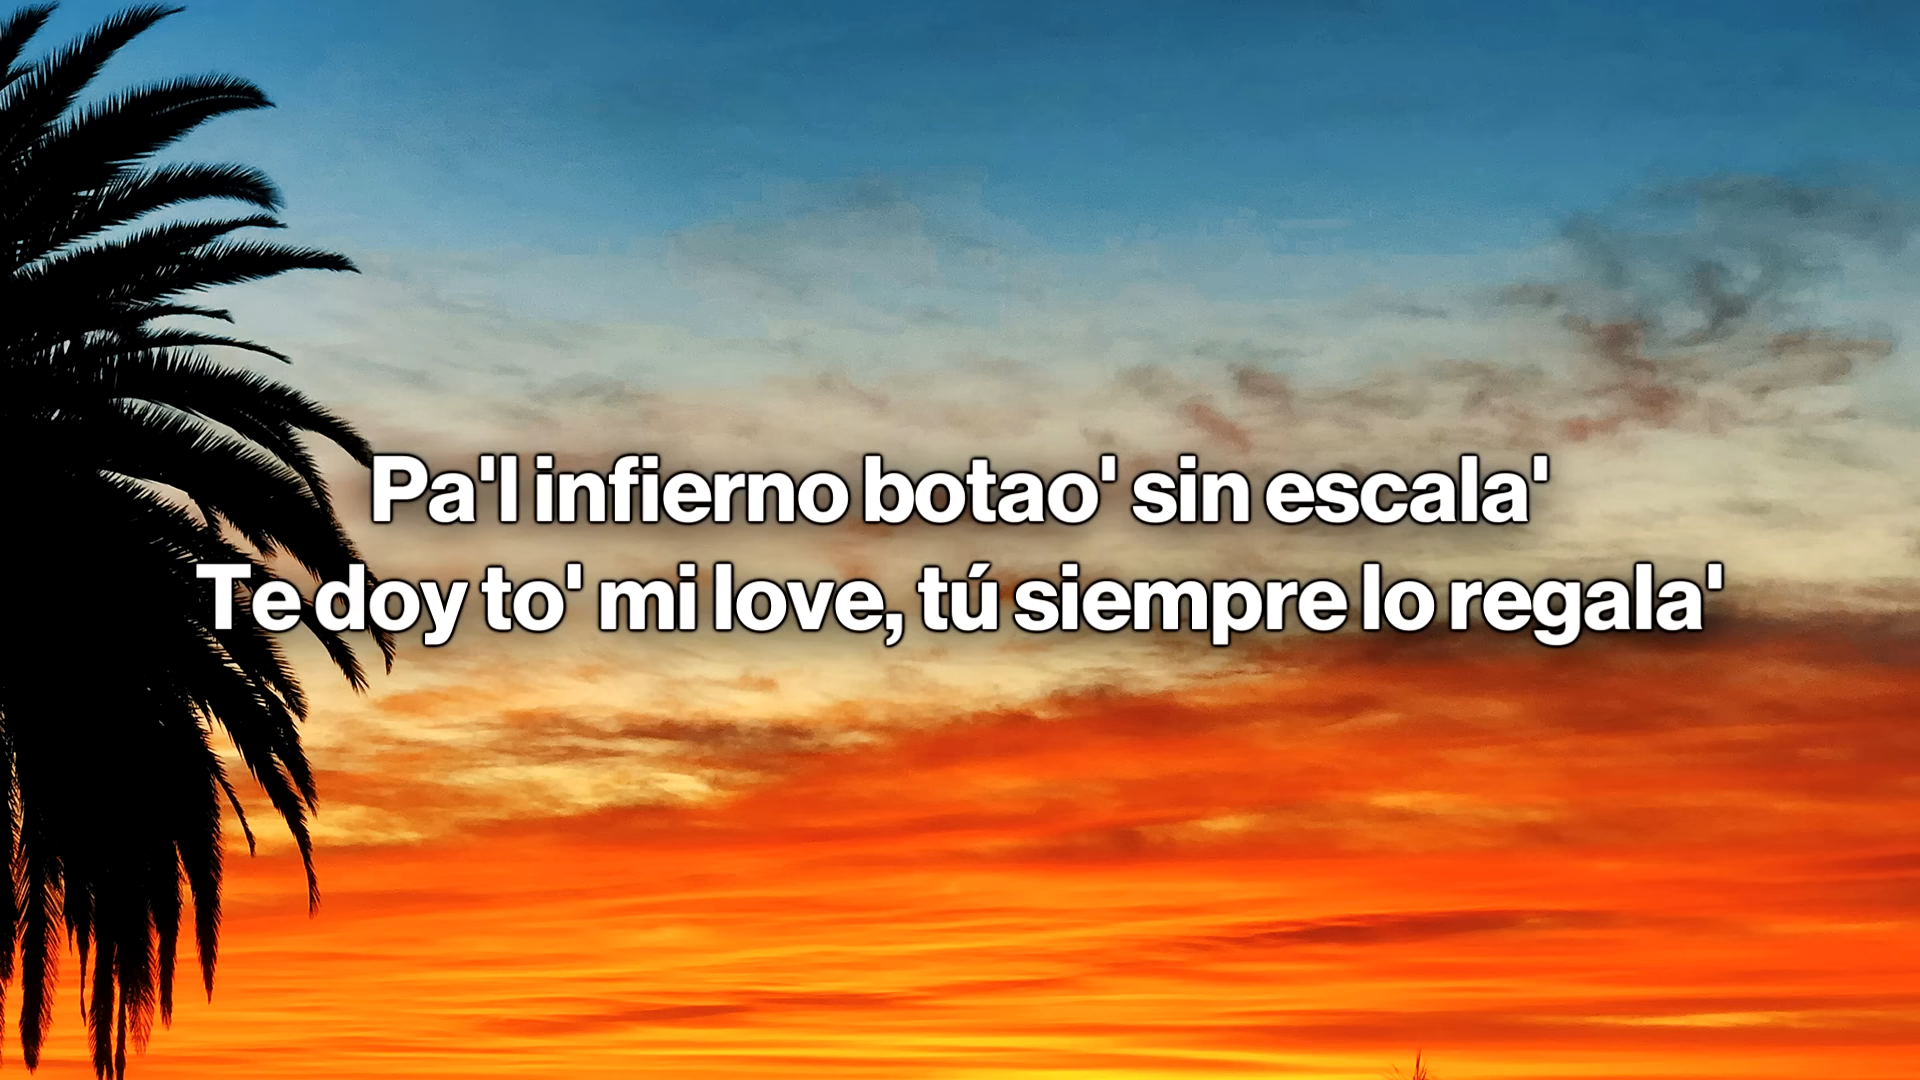 Pa'l infierno botao' sin escala'
Te doy to' mi love, tú siempre lo regala'